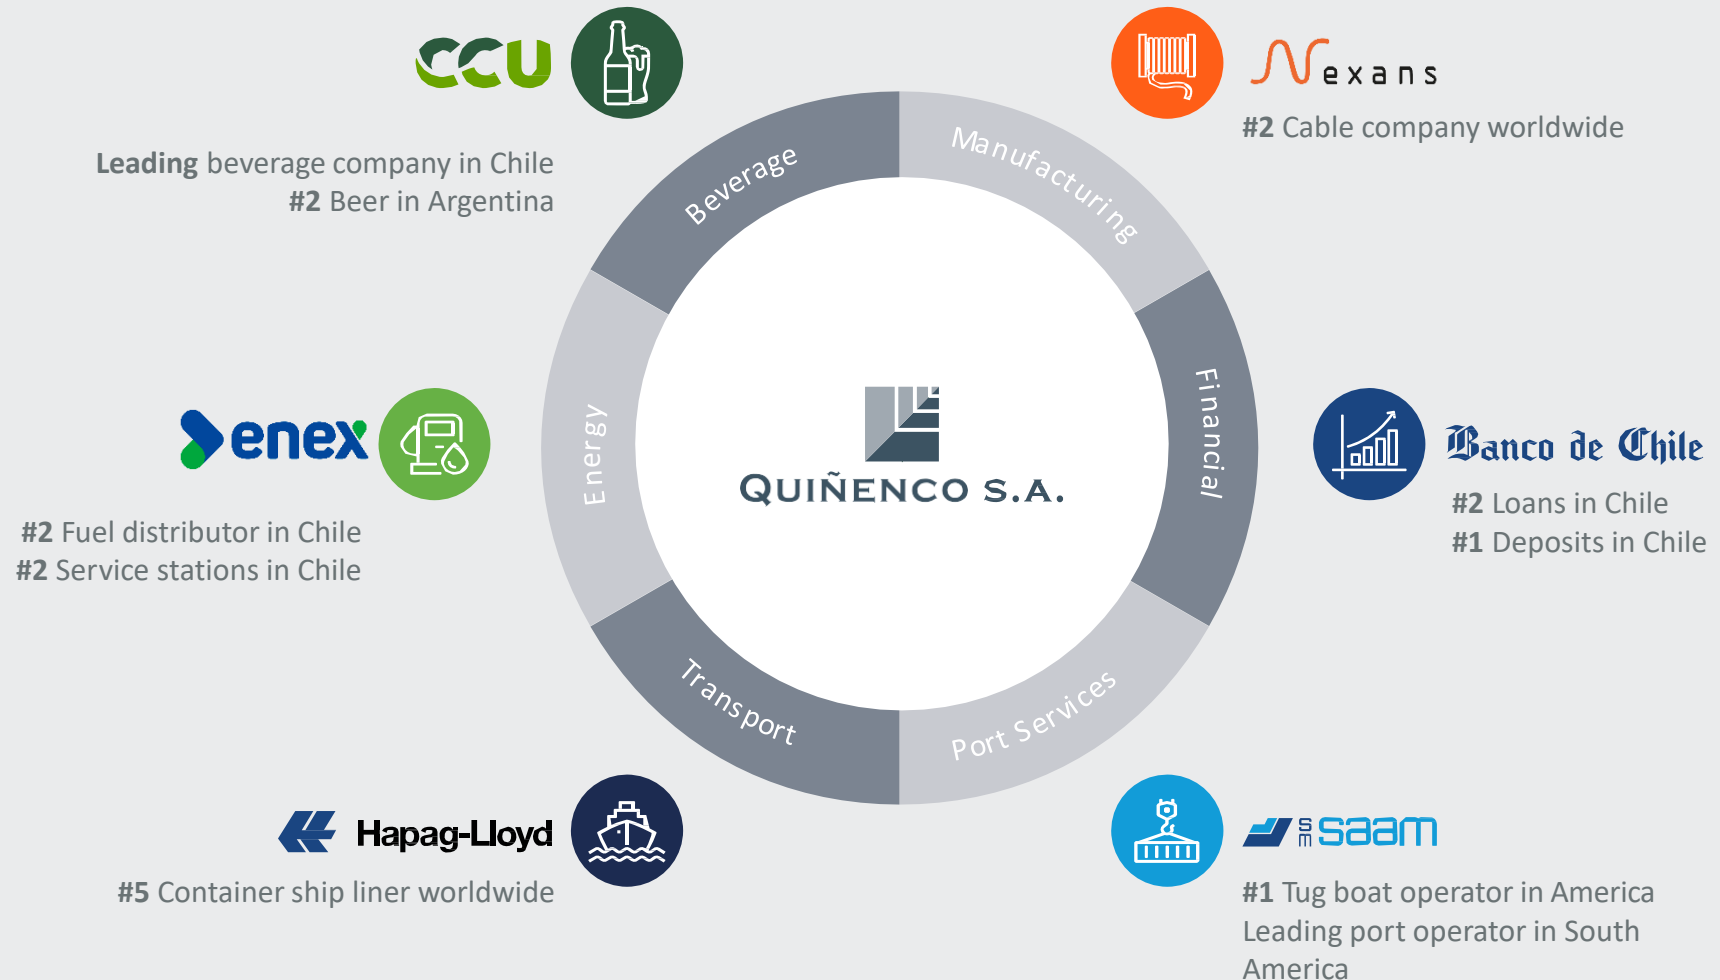 CCU
Leading beverage company in Chile
#2 Beer in Argentina
Nexans
#2 Cable company worldwide
Beverage
Manufacturing
Energy
Financial
Transport
Port Services
QUIÑENCO S.A.
enex
#2 Fuel distributor in Chile
#2 Service stations in Chile
Banco de Chile
#2 Loans in Chile
#1 Deposits in Chile
Hapag-Lloyd
#5 Container ship liner worldwide
SM saam
#1 Tug boat operator in America
Leading port operator in South
America